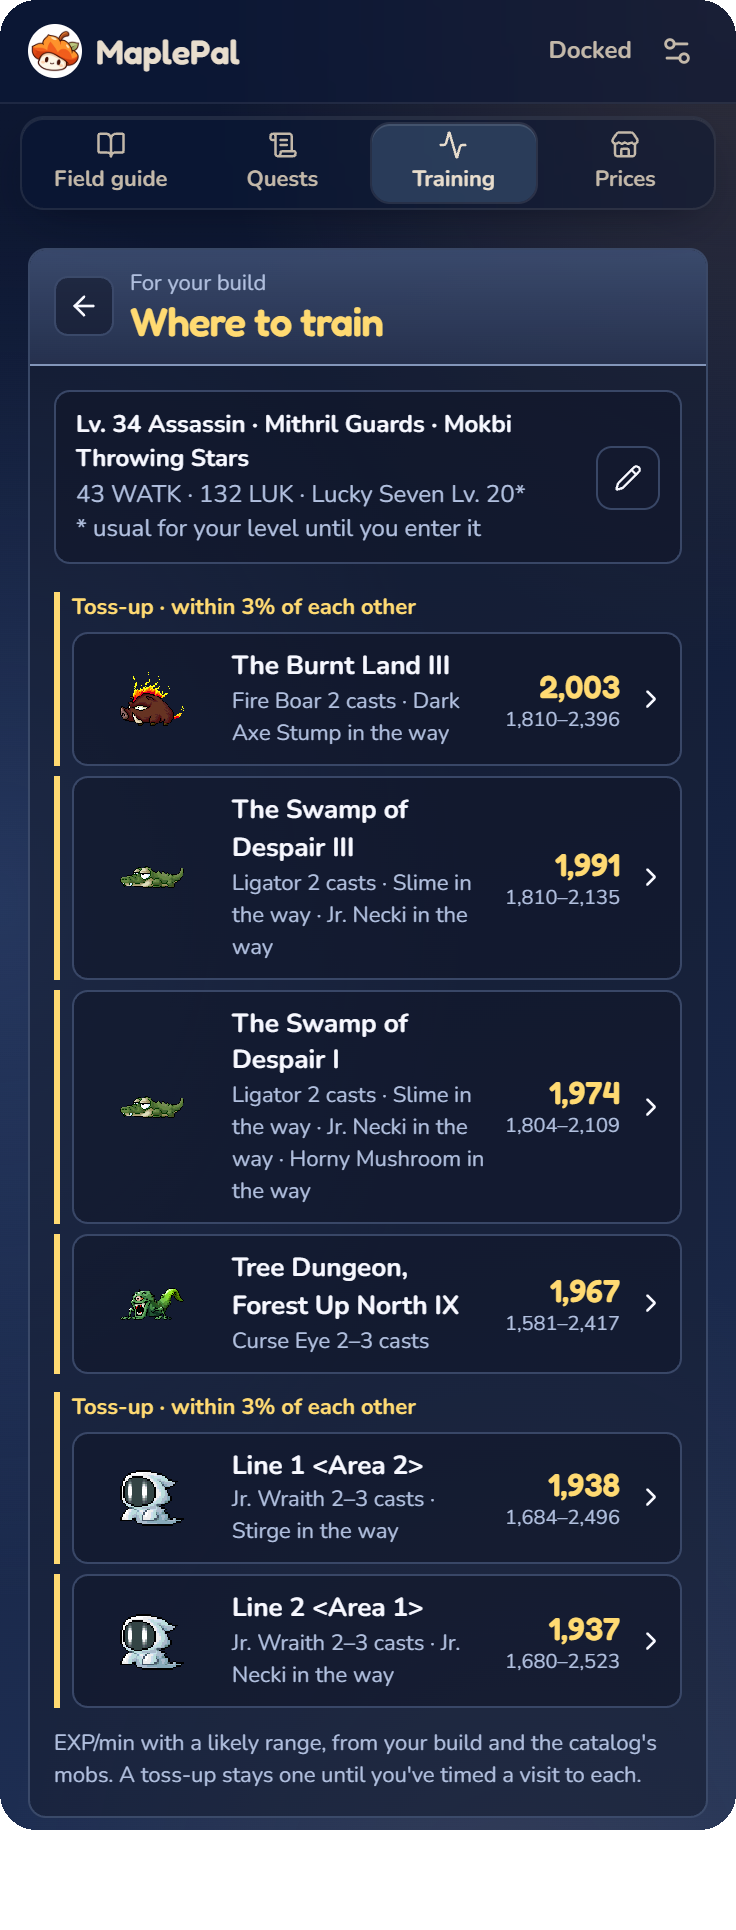 MaplePal
Docked
Field guide
Quests
Training
Prices
For your build
Where to train
Lv. 34 Assassin · Mithril Guards · Mokbi
Throwing Stars
43 WATK · 132 LUK · Lucky Seven Lv. 20*
* usual for your level until you enter it
Toss-up · within 3% of each other
The Burnt Land III
Fire Boar 2 casts · Dark
Axe Stump in the way
2,003
1,810–2,396
The Swamp of
Despair III
Ligator 2 casts · Slime in
the way · Jr. Necki in the
way
1,991
1,810–2,135
The Swamp of
Despair I
Ligator 2 casts · Slime in
the way · Jr. Necki in the
way · Horny Mushroom in
the way
1,974
1,804–2,109
Tree Dungeon,
Forest Up North IX
Curse Eye 2–3 casts
1,967
1,581–2,417
Toss-up · within 3% of each other
Line 1 <Area 2>
Jr. Wraith 2–3 casts ·
Stirge in the way
1,938
1,684–2,496
Line 2 <Area 1>
Jr. Wraith 2–3 casts · Jr.
Necki in the way
1,937
1,680–2,523
EXP/min with a likely range, from your build and the catalog's
mobs. A toss-up stays one until you've timed a visit to each.